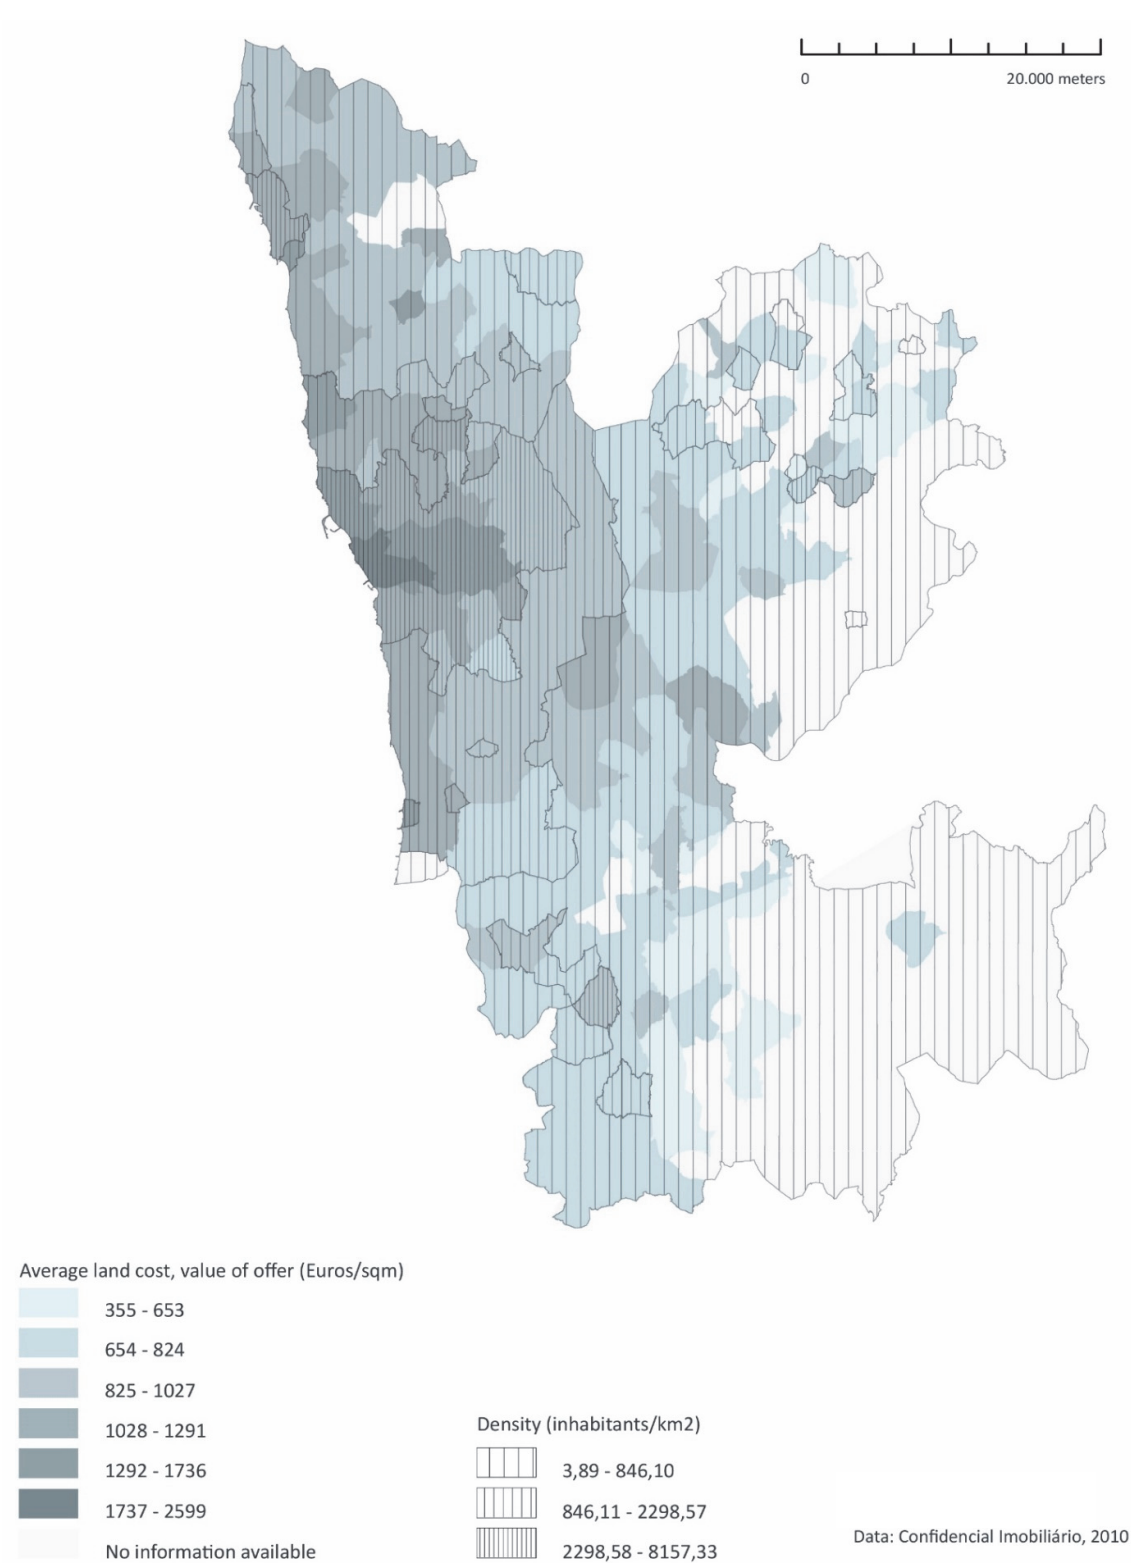 0 20.000 meters
Average land cost, value of offer (Euros/sqm)
355 - 653
654 - 824
825 - 1027
1028 - 1291
1292 - 1736
1737 - 2599
No information available
Density (inhabitants/km2)
3,89 - 846,10
846,11 - 2298,57
2298,58 - 8157,33
Data: Confidencial Imobiliário, 2010